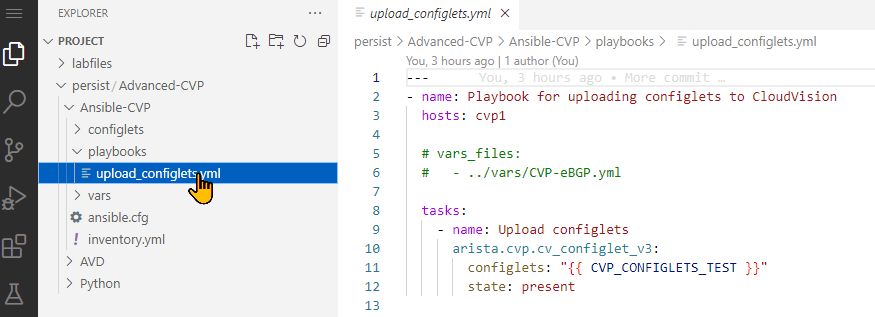 EXPLORER
PROJECT
labfiles
persist / Advanced-CVP
Ansible-CVP
configlets
playbooks
upload_configlets.yml
vars
ansible.cfg
inventory.yml
AVD
Python
upload_configlets.yml
persist > Advanced-CVP > Ansible-CVP > playbooks > upload_configlets.yml
You, 3 hours ago | 1 author (You)
1 --- You, 3 hours ago • More commit …
2 - name: Playbook for uploading configlets to CloudVision
3 hosts: cvp1
4
5 # vars_files:
6 #   - ../vars/CVP-eBGP.yml
7
8 tasks:
9 - name: Upload configlets
10 arista.cvp.cv_configlet_v3:
11 configlets: "{{ CVP_CONFIGLETS_TEST }}"
12 state: present
13